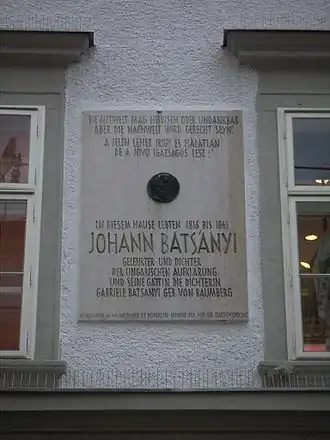 DIE MITWELT MAG NEIDISCH ODER UNDANKBAR
ABER DIE NACHWELT WIRD GERECHT SEYN!
A JELEN LEHET IRIGY ÉS HÁLÁTLAN
DE A JÖVŐ IGAZSÁGOS LESZ!
IN DIESEM HAUSE LEBTEN 1816 BIS 1845
JOHANN BATSÁNYI
GELEHRTER UND DICHTER
DER UNGARISCHEN AUFKLÄRUNG
UND SEINE GATTIN DIE DICHTERIN
GABRIELE BATSÁNYI GEB VON BAUMBERG